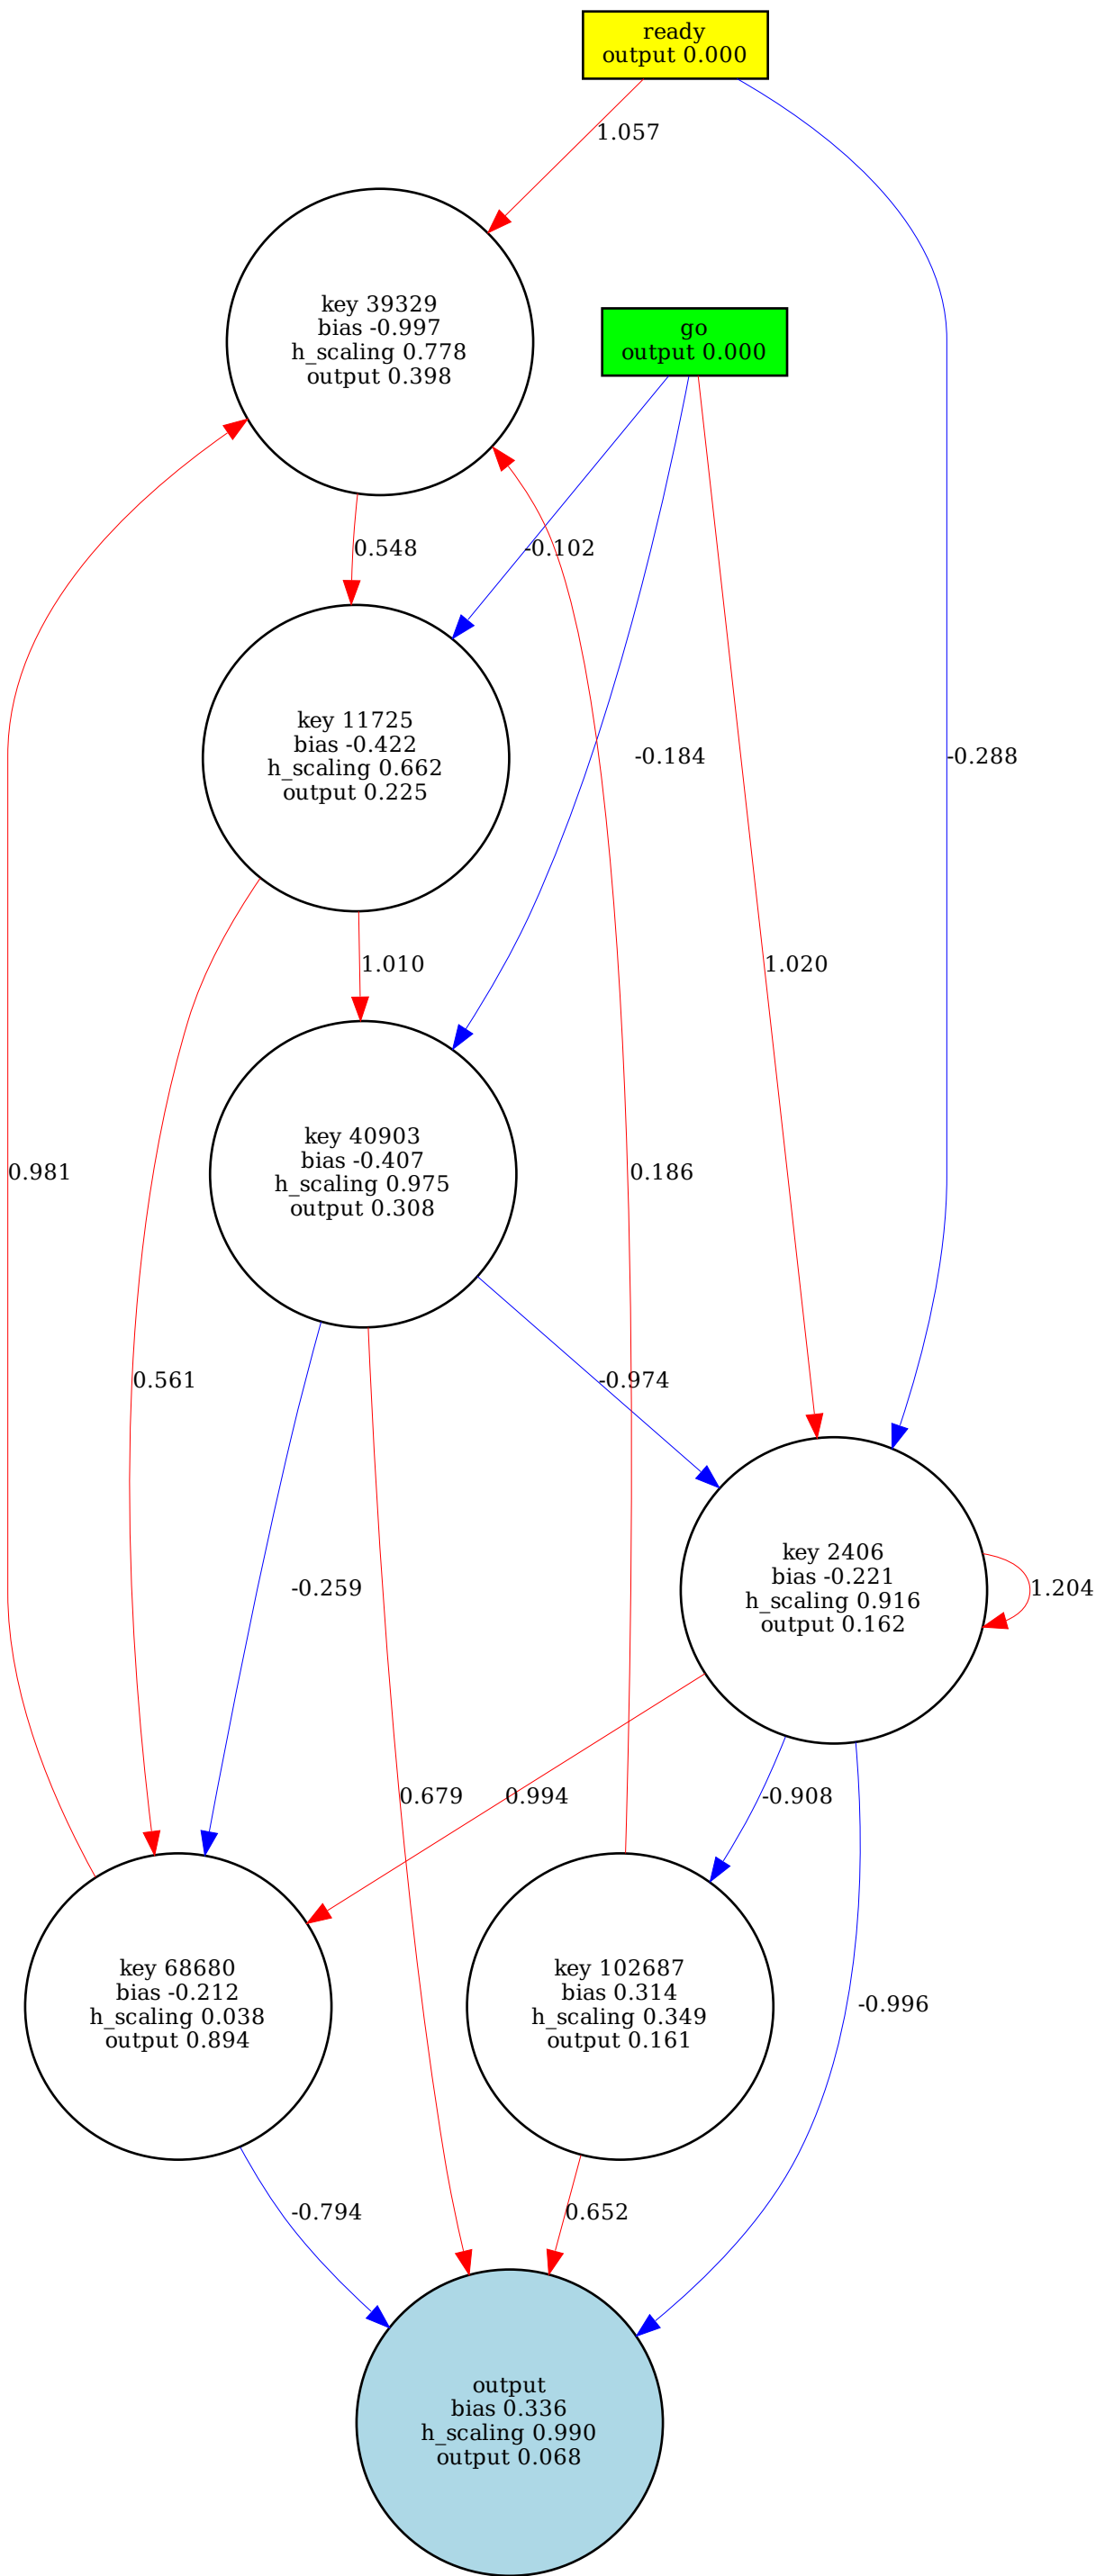 ready
output 0.000
1.057
key 39329
bias -0.997
h_scaling 0.778
output 0.398
go
output 0.000
0.548
-0.102
key 11725
bias -0.422
h_scaling 0.662
output 0.225
-0.184
-0.288
1.010
1.020
key 40903
bias -0.407
h_scaling 0.975
output 0.308
0.981
0.186
0.561
-0.974
key 2406
bias -0.221
h_scaling 0.916
output 0.162
-0.259
1.204
0.679
0.994
-0.908
key 68680
bias -0.212
h_scaling 0.038
output 0.894
key 102687
bias 0.314
h_scaling 0.349
output 0.161
-0.996
-0.794
0.652
output
bias 0.336
h_scaling 0.990
output 0.068